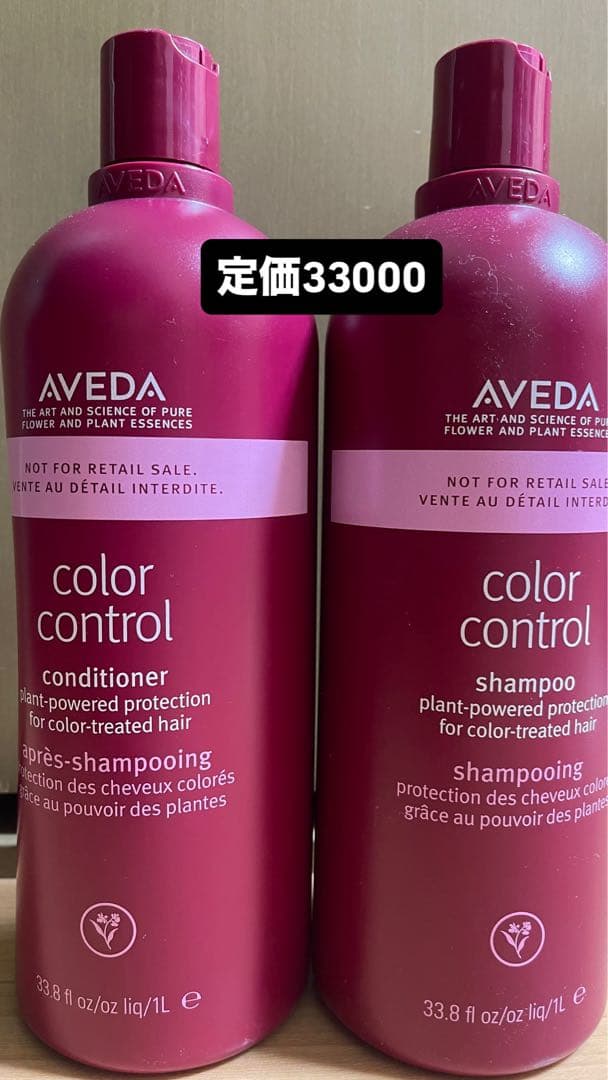 AVEDA
AVEDA
定価33000
AVEDA
THE ART AND SCIENCE OF PURE
FLOWER AND PLANT ESSENCES
NOT FOR RETAIL SALE.
VENTE AU DÉTAIL INTERDITE.
color
control
conditioner
plant-powered protection
for color-treated hair
après-shampooing
protection des cheveux colorés
grâce au pouvoir des plantes
33.8 fl oz/oz liq/1L e
AVEDA
THE ART AND SCIENCE OF PU
FLOWER AND PLANT ESSENCE
NOT FOR RETAIL SALE
VENTE AU DÉTAIL INTERD
color
control
shampoo
plant-powered protection
for color-treated hair
shampooing
protection des cheveux color
grâce au pouvoir des plantes
33.8 fl oz/oz liq/1L e